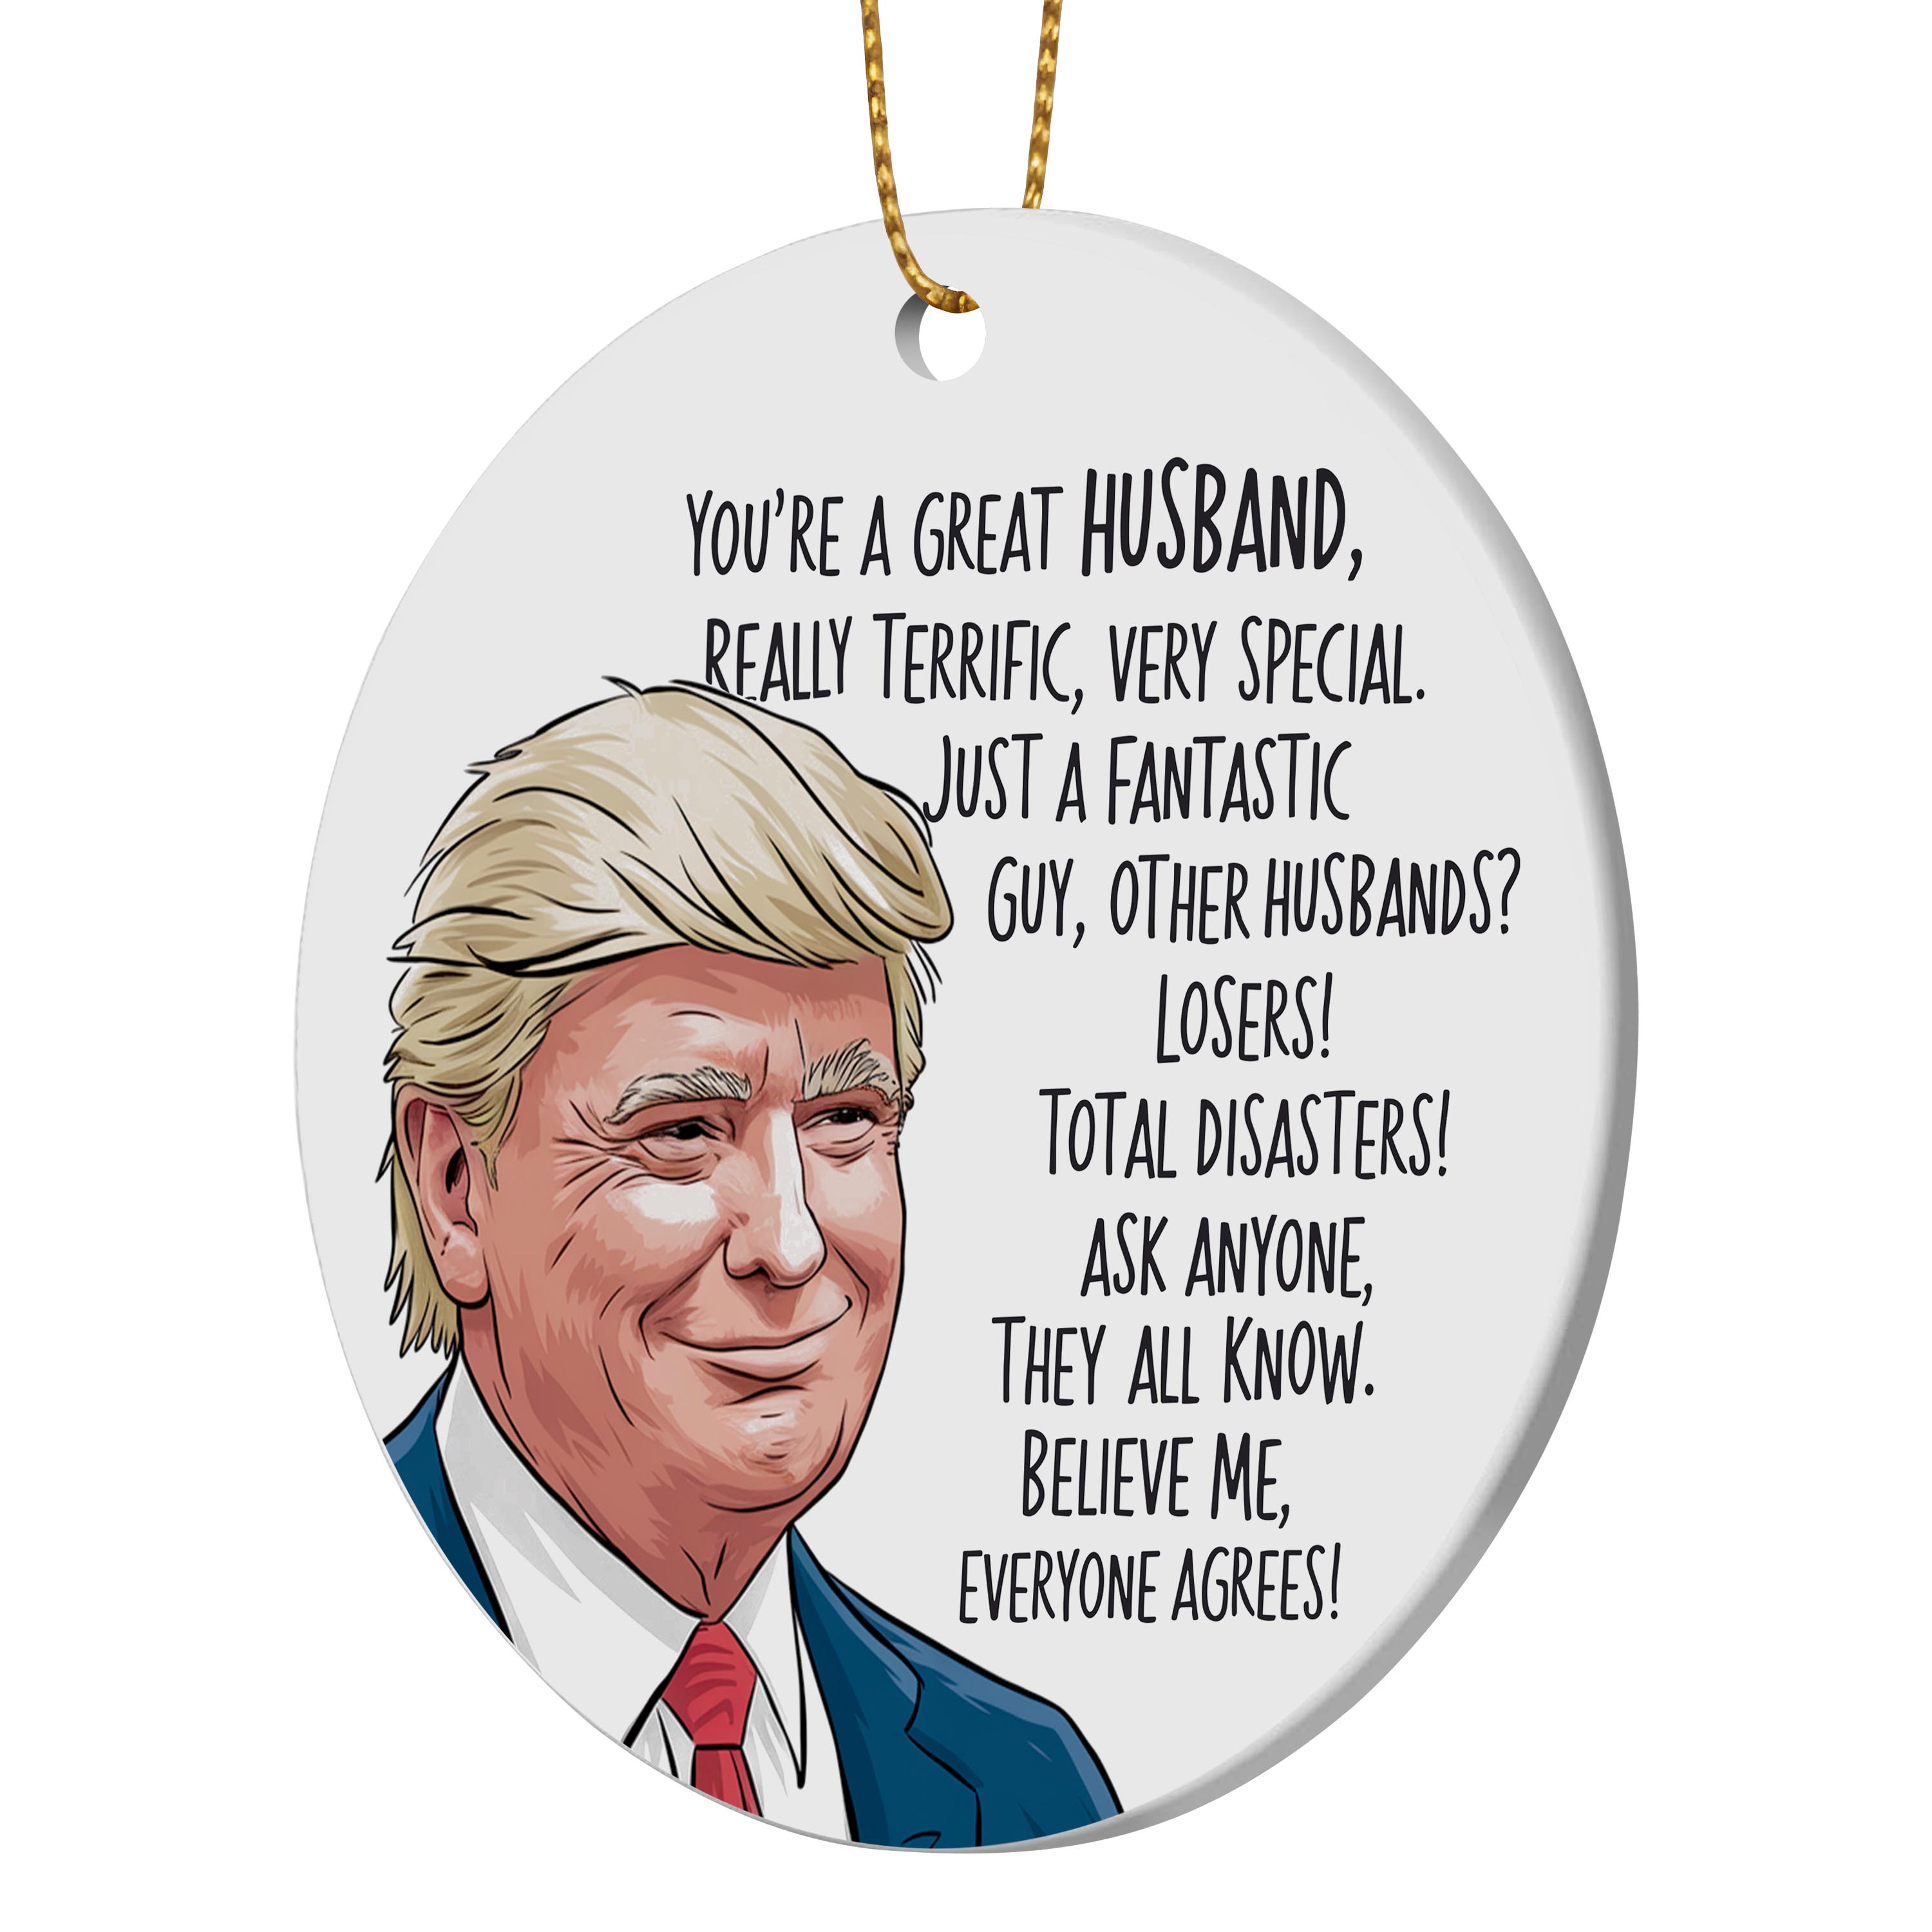 YOU'RE A GREAT HUSBAND,
REALLY TERRIFIC, VERY SPECIAL.
JUST A FANTASTIC
GUY, OTHER HUSBANDS?
LOSERS!
TOTAL DISASTERS!
ASK ANYONE,
THEY ALL KNOW.
BELIEVE ME,
EVERYONE AGREES!